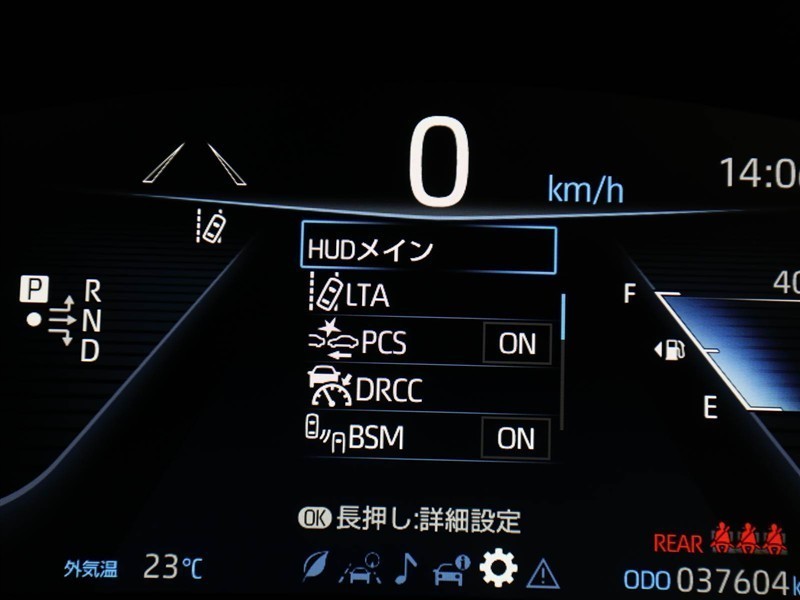 0 km/h
14:0
HUDメイン
LTA
PCS ON
DRCC
BSM ON
P
R
N
D
F
E
40
OK 長押し:詳細設定
REAR
外気温 23℃
ODO 037604